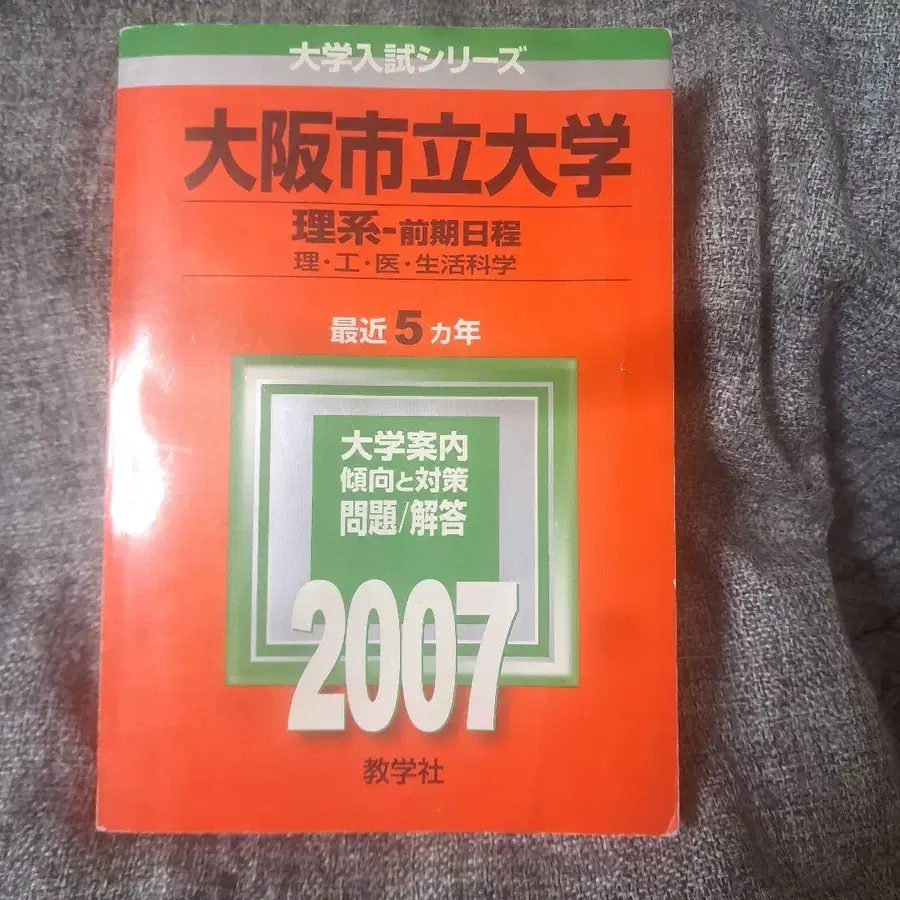 大学入試シリーズ
大阪市立大学
理系-前期日程
理・工・医・生活科学
最近5ヵ年
大学案内
傾向と対策
問題/解答
2007
教学社